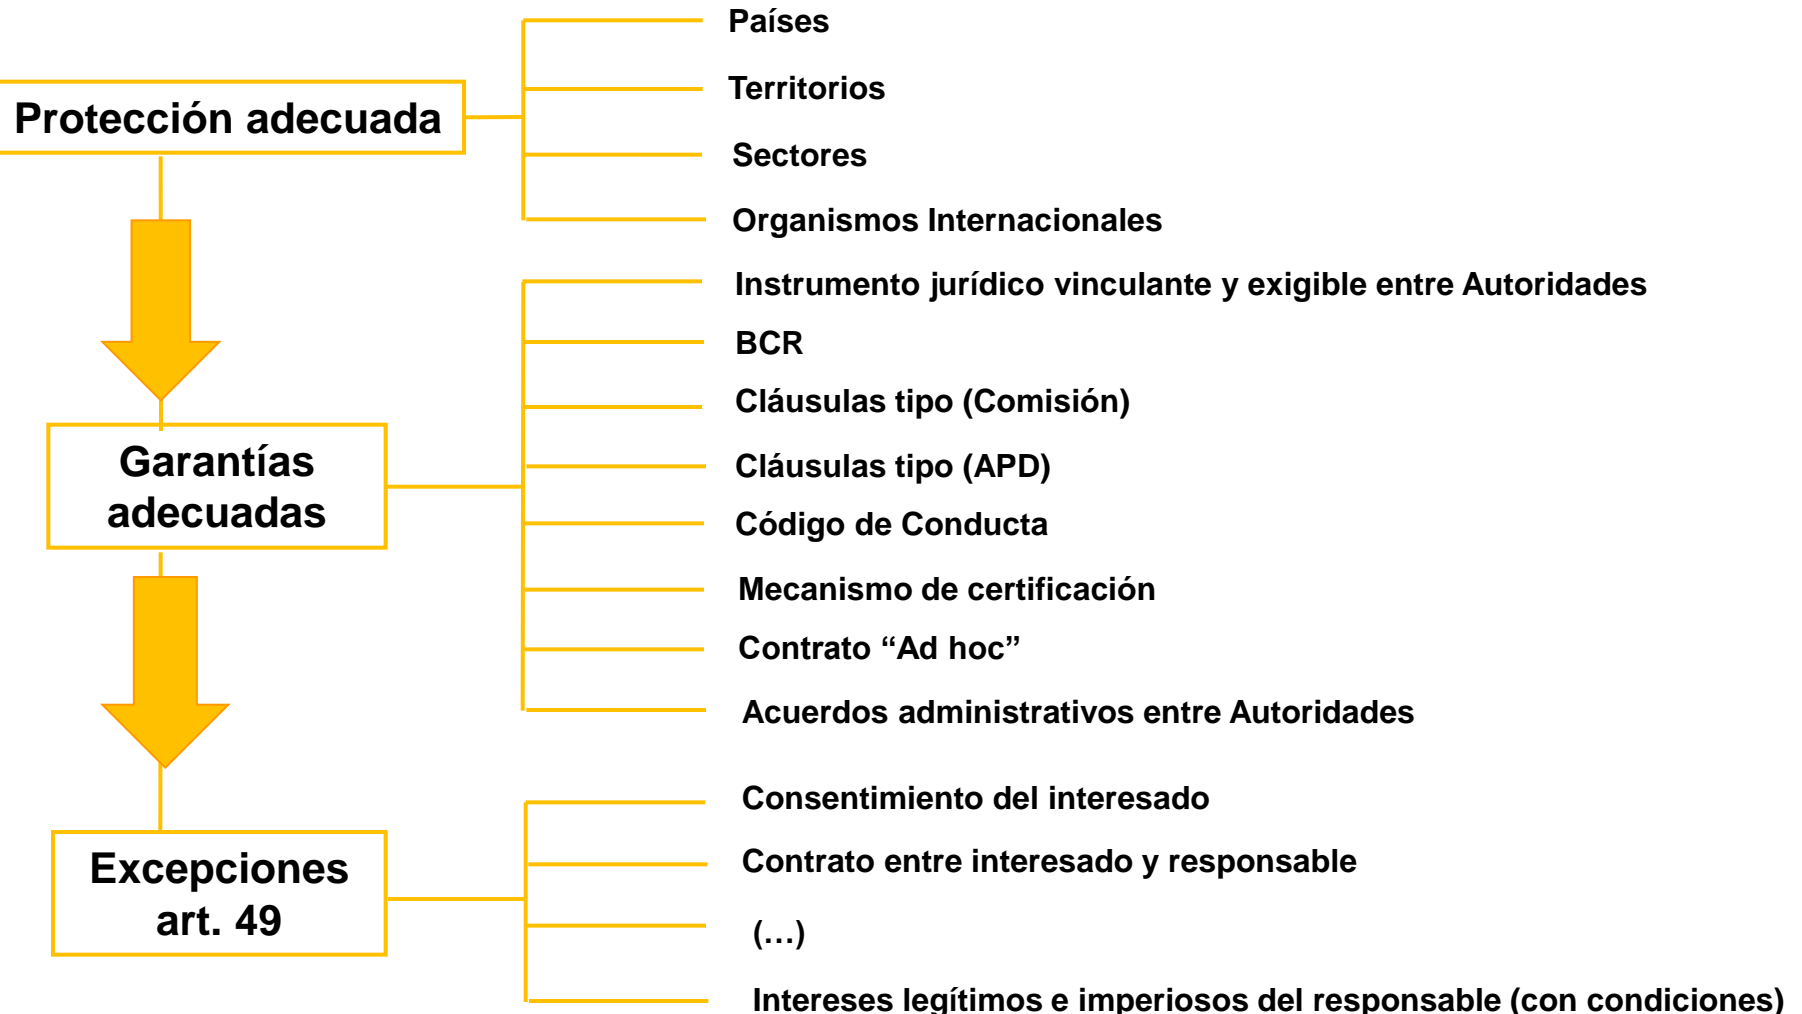 Países
Protección adecuada
Territorios
Sectores
Organismos Internacionales
Garantías
adecuadas
Instrumento jurídico vinculante y exigible entre Autoridades
BCR
Cláusulas tipo (Comisión)
Cláusulas tipo (APD)
Código de Conducta
Mecanismo de certificación
Contrato “Ad hoc”
Acuerdos administrativos entre Autoridades
Excepciones
art. 49
Consentimiento del interesado
Contrato entre interesado y responsable
(…)
Intereses legítimos e imperiosos del responsable (con condiciones)